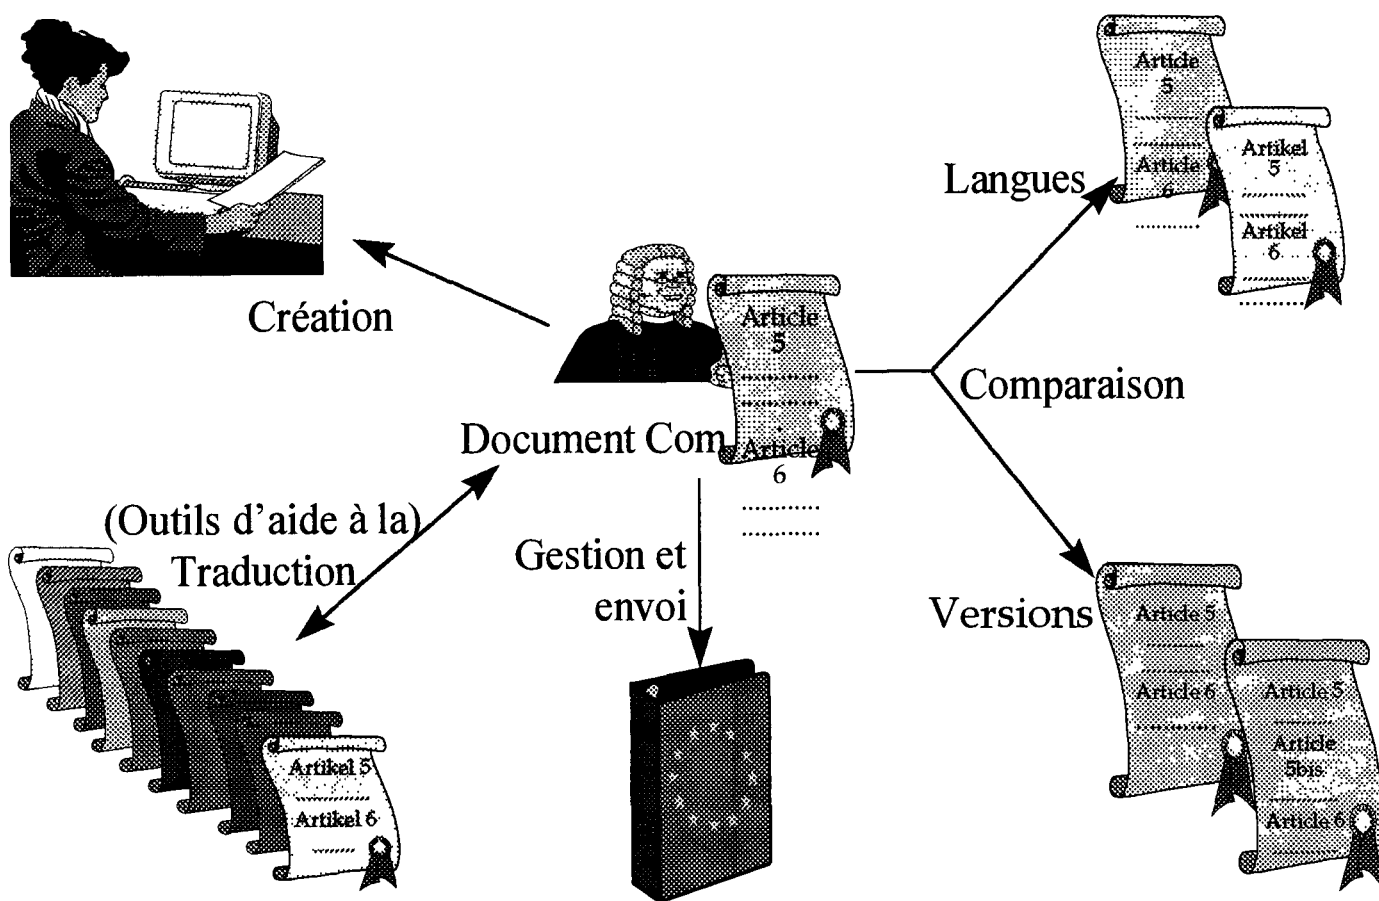 Création
Langues
Article
5
Article
6
Artikel
5
Artikel
6
Article
5
Article
6
Document Com
Comparaison
(Outils d'aide à la)
Traduction
Gestion et
envoi
Versions
Artikel 5
Artikel 6
Article 5
Article 6
Article 5
Article
5bis
Article 6